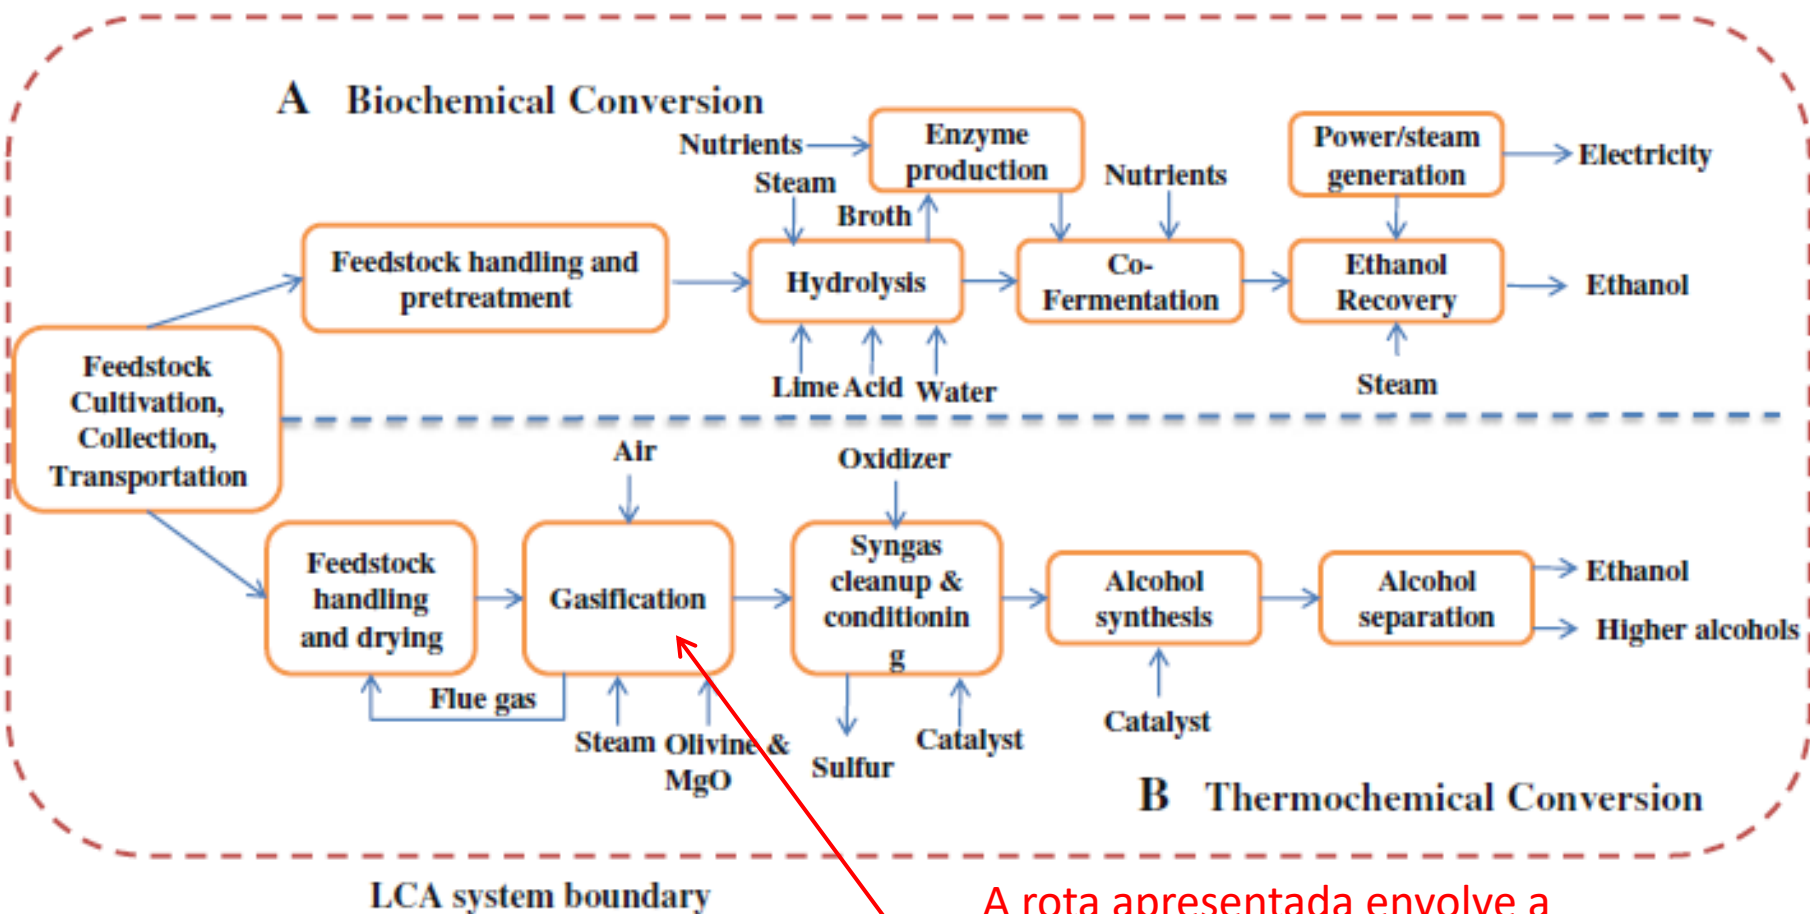 A Biochemical Conversion
Nutrients
Enzyme
production
Steam
Broth
Nutrients
Power/steam
generation
Electricity
Feedstock handling and
pretreatment
Hydrolysis
Co-
Fermentation
Ethanol
Recovery
Ethanol
Lime Acid Water
Steam
Feedstock
Cultivation,
Collection,
Transportation
Air
Oxidizer
Feedstock
handling
and drying
Gasification
Syngas
cleanup &
conditionin
g
Alcohol
synthesis
Alcohol
separation
Ethanol
Higher alcohols
Flue gas
Steam
Olivine &
MgO
Sulfur
Catalyst
Catalyst
B Thermochemical Conversion
LCA system boundary
A rota apresentada envolve a